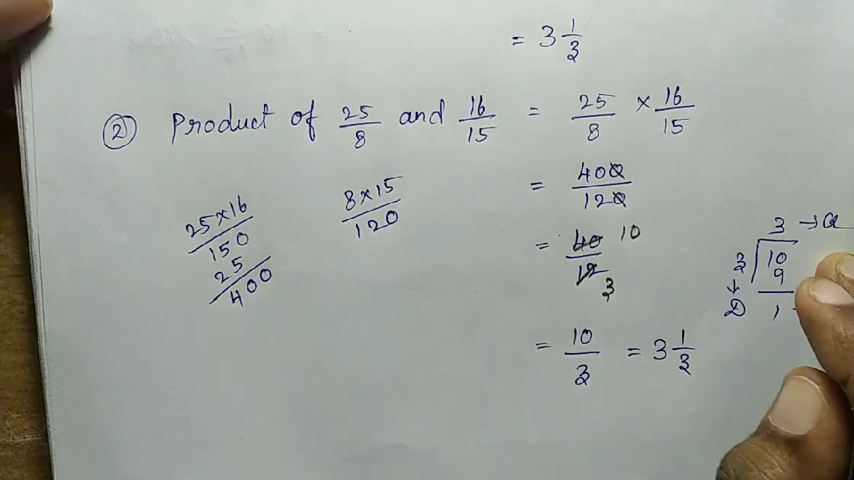 = 3 1/3
② Product of 25/8 and 16/15 = 25/8 × 16/15
= 400/120
= 40/12 10/3
= 10/3 = 3 1/3
25×16
150
25
400
8×15
120
3 → Q
3 10
↓ 9
D 1